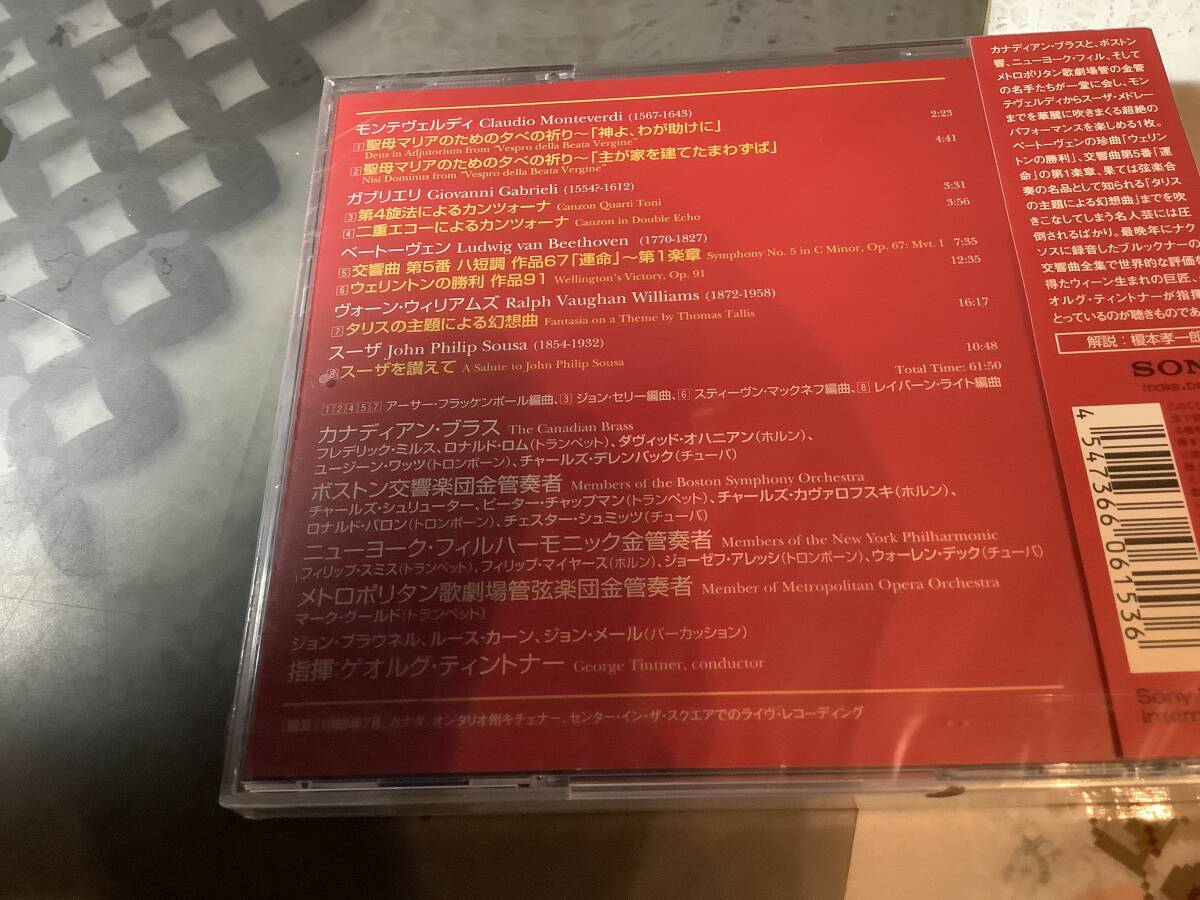 モンテヴェルディ Claudio Monteverdi (1567-1643)
1 聖母マリアのための夕べの祈り～「神よ、わが助けに」 2:23
Deus in Adjutorium from "Vespro della Beata Vergine"
2 聖母マリアのための夕べの祈り～「主が家を建てたまわずば」 4:41
Nisi Dominus from "Vespro della Beata Vergine"
ガブリエリ Giovanni Gabrieli (1554?-1612)
3 第4旋法によるカンツォーナ Canzon Quarti Toni 3:31
4 二重エコーによるカンツォーナ Canzon in Double Echo 3:56
ベートーヴェン Ludwig van Beethoven (1770-1827)
5 交響曲 第5番 ハ短調 作品67「運命」～第1楽章 Symphony No. 5 in C Minor, Op. 67: Mvt. I 7:35
6 ウェリントンの勝利 作品91 Wellington's Victory, Op. 91 12:35
ヴォーン・ウィリアムズ Ralph Vaughan Williams (1872-1958)
7 タリスの主題による幻想曲 Fantasia on a Theme by Thomas Tallis 16:17
スーザ John Philip Sousa (1854-1932)
8 スーザを讃えて A Salute to John Philip Sousa 10:48
Total Time: 61:50
1 2 4 5 7 アーサー・フラッケンポール編曲、3 ジョン・セリー編曲、6 スティーヴン・マックネフ編曲、8 レイバーン・ライト編曲
カナディアン・ブラス The Canadian Brass
フレデリック・ミルス、ロナルド・ロム(トランペット)、ダヴィッド・オハニアン(ホルン)、
ユージーン・ワッツ(トロンボーン)、チャールズ・デレンバック(チューバ)
ボストン交響楽団金管奏者 Members of the Boston Symphony Orchestra
チャールズ・シュリューター、ピーター・チャップマン(トランペット)、チャールズ・カヴァロフスキ(ホルン)、
ロナルド・バロン(トロンボーン)、チェスター・シュミッツ(チューバ)
ニューヨーク・フィルハーモニック金管奏者 Members of the New York Philharmonic
フィリップ・スミス(トランペット)、フィリップ・マイヤース(ホルン)、ジョーゼフ・アレッシ(トロンボーン)、ウォーレン・デック(チューバ)
メトロポリタン歌劇場管弦楽団金管奏者 Member of Metropolitan Opera Orchestra
マーク・グールド(トランペット)
ジョン・ブラウネル、ルース・カーン、ジョン・メール(パーカッション)
指揮:ゲオルグ・ティントナー George Tintner, conductor
「録音」1989年7月、カナダ、オンタリオ州キチェナー、センター・イン・ザ・スクエアでのライヴ・レコーディング
カナディアン・ブラスと、ボストン
響、ニューヨーク・フィル、そして
メトロポリタン歌劇場管の金管
の名手たちが一堂に会し、モン
テヴェルディからスーザ・メドレー
までを華麗に吹きまくる超絶の
パフォーマンスを楽しめる1枚。
ベートーヴェンの珍曲「ウェリン
トンの勝利」、交響曲第5番「運
命」の第1楽章、果ては弦楽合
奏の名品として知られる「タリス
の主題による幻想曲」までを吹
きこなしてしまう名人芸には圧
倒されるばかり。最晩年にナク
ソスに録音したブルックナーの
交響曲全集で世界的な評価を
得たウィーン生まれの巨匠、
オルグ・ティントナーが指揮
とっているのが聴きものであ
解説:榎本孝一郎
SON
make.be
4 547366 061536
Sony
Intern